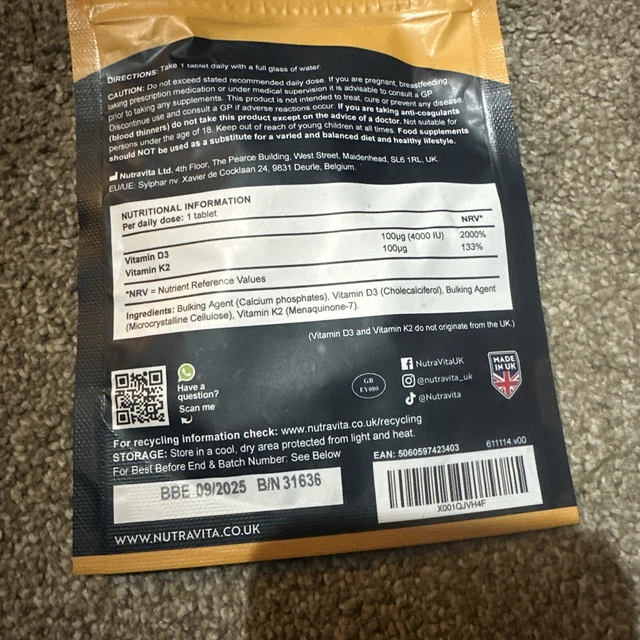 DIRECTIONS: Take 1 tablet daily with a full glass of water.
CAUTION: Do not exceed stated recommended daily dose. If you are pregnant, breastfeeding,
taking prescription medication or under medical supervision it is advisable to consult a GP
prior to taking any supplements. This product is not intended to treat, cure or prevent any disease.
Discontinue use and consult a GP if adverse reactions occur. If you are taking anti-coagulants
(blood thinners) do not take this product except on the advice of a doctor. Not suitable for
persons under the age of 18. Keep out of reach of young children at all times. Food supplements
should NOT be used as a substitute for a varied and balanced diet and healthy lifestyle.
Nutravita Ltd. 4th Floor, The Pearce Building, West Street, Maidenhead, SL6 1RL, UK.
EU/UE: Sylphar nv. Xavier de Cocklaan 24, 9831 Deurle, Belgium.
NUTRITIONAL INFORMATION
Per daily dose: 1 tablet NRV*
Vitamin D3 100μg (4000 IU) 2000%
Vitamin K2 100μg 133%
*NRV = Nutrient Reference Values
Ingredients: Bulking Agent (Calcium phosphates), Vitamin D3 (Cholecalciferol), Bulking Agent
(Microcrystalline Cellulose), Vitamin K2 (Menaquinone-7).
(Vitamin D3 and Vitamin K2 do not originate from the UK.)
Have a
question?
Scan me
GB
EY080
NutraVitaUK
@nutravita_uk
@Nutravita
MADE
IN UK
For recycling information check: www.nutravita.co.uk/recycling
STORAGE: Store in a cool, dry area protected from light and heat.
For Best Before End & Batch Number: See Below
BBE 09/2025 B/N 31636
EAN: 5060597423403
611114.v00
X001QJVH4F
WWW.NUTRAVITA.CO.UK